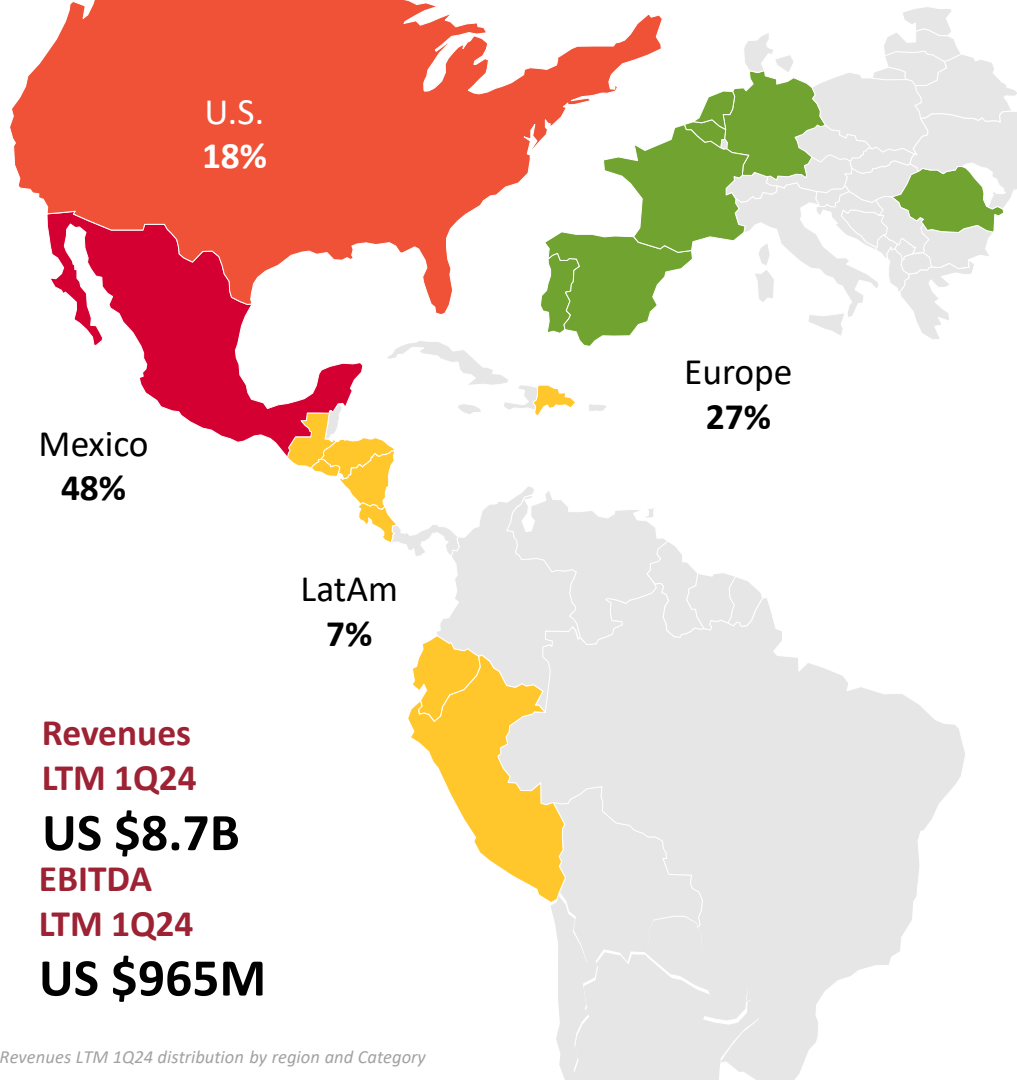 U.S.
18%
Europe
27%
Mexico
48%
LatAm
7%
Revenues
LTM 1Q24
US $8.7B
EBITDA
LTM 1Q24
US $965M
Revenues LTM 1Q24 distribution by region and Category